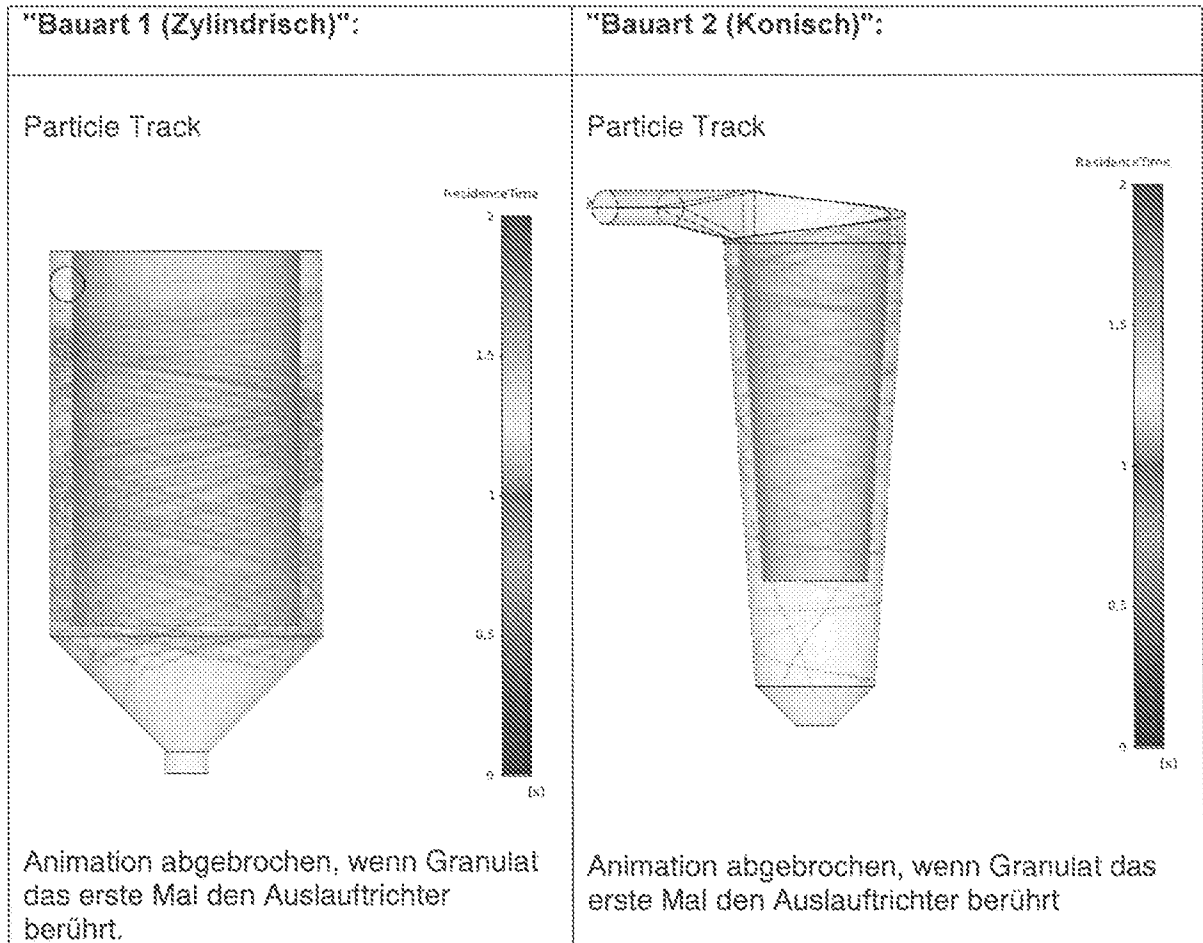 "Bauart 1 (Zylindrisch)":
Particle Track
ResidenceTime
2
1.5
1
0.5
0
[s]
Animation abgebrochen, wenn Granulat
das erste Mal den Auslauftrichter
berührt.
"Bauart 2 (Konisch)":
Particle Track
ResidenceTime
2
1.5
1
0.5
0
[s]
Animation abgebrochen, wenn Granulat das
erste Mal den Auslauftrichter berührt